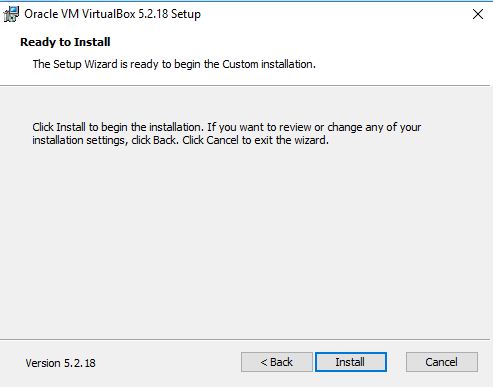 Oracle VM VirtualBox 5.2.18 Setup
Ready to Install
The Setup Wizard is ready to begin the Custom installation.
Click Install to begin the installation. If you want to review or change any of your
installation settings, click Back. Click Cancel to exit the wizard.
Version 5.2.18
< Back
Install
Cancel